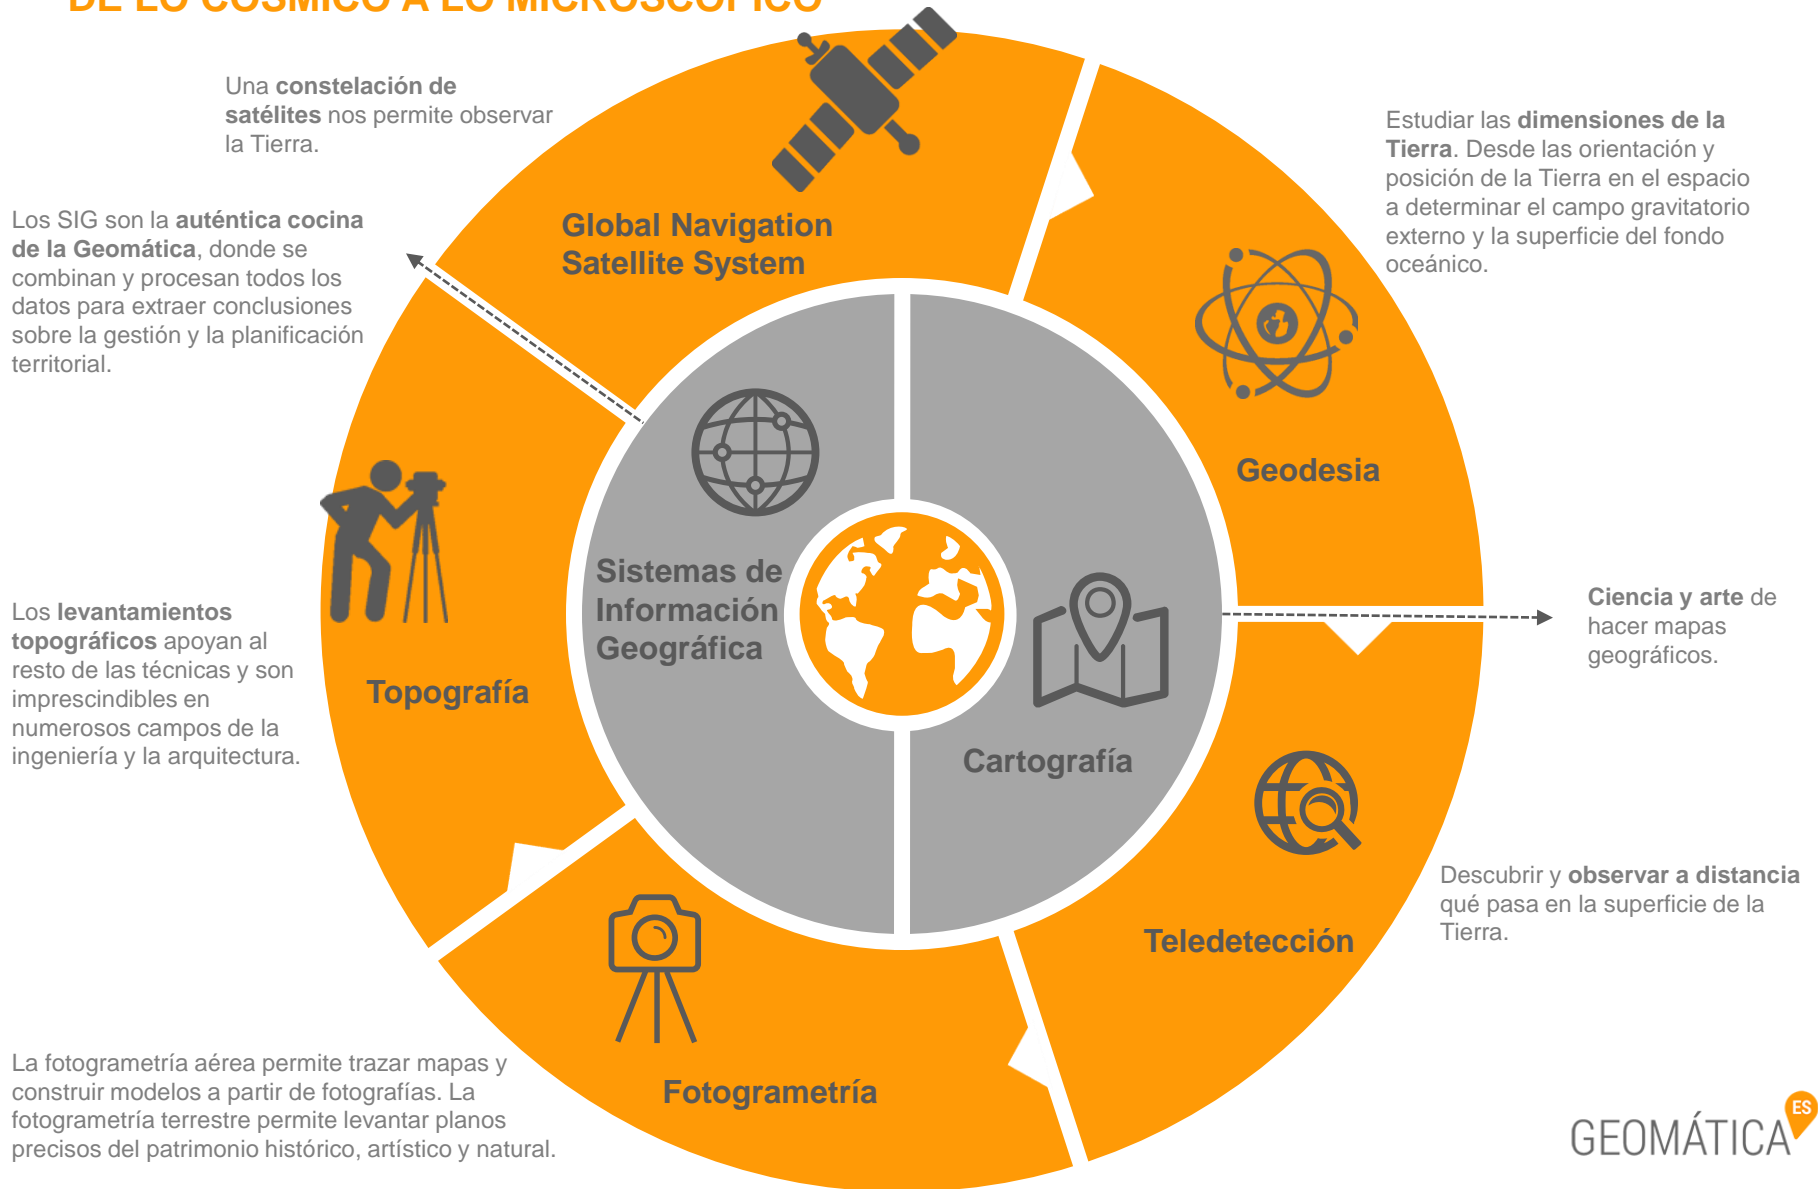 DE LO CÓSMICO A LO MICROSCÓPICO
Una constelación de
satélites nos permite observar
la Tierra.
Los SIG son la auténtica cocina
de la Geomática, donde se
combinan y procesan todos los
datos para extraer conclusiones
sobre la gestión y la planificación
territorial.
Los levantamientos
topográficos apoyan al
resto de las técnicas y son
imprescindibles en
numerosos campos de la
ingeniería y la arquitectura.
La fotogrametría aérea permite trazar mapas y
construir modelos a partir de fotografías. La
fotogrametría terrestre permite levantar planos
precisos del patrimonio histórico, artístico y natural.
Global Navigation
Satellite System
Geodesia
Sistemas de
Información
Geográfica
Topografía
Cartografía
Teledetección
Fotogrametría
Estudiar las dimensiones de la
Tierra. Desde las orientación y
posición de la Tierra en el espacio
a determinar el campo gravitatorio
externo y la superficie del fondo
oceánico.
Ciencia y arte de
hacer mapas
geográficos.
Descubrir y observar a distancia
qué pasa en la superficie de la
Tierra.
GEOMÁTICA ES